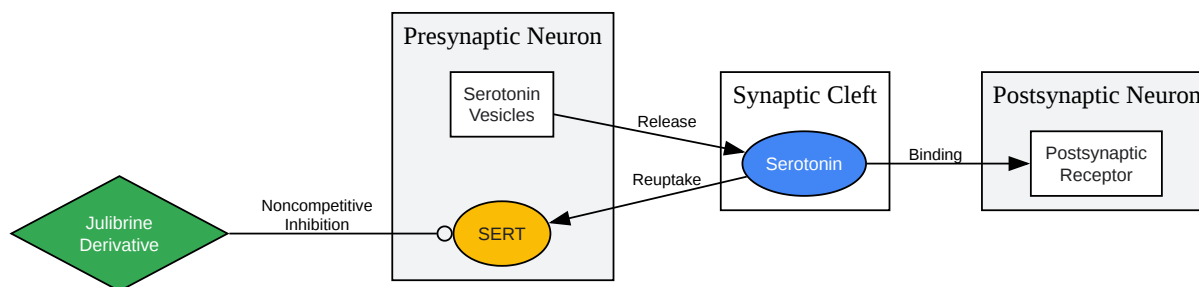 Presynaptic Neuron
Serotonin
Vesicles
Release
Synaptic Cleft
Serotonin
Binding
Postsynaptic Neuron
Postsynaptic
Receptor
Reuptake
Julibrine
Derivative
Noncompetitive
Inhibition
SERT